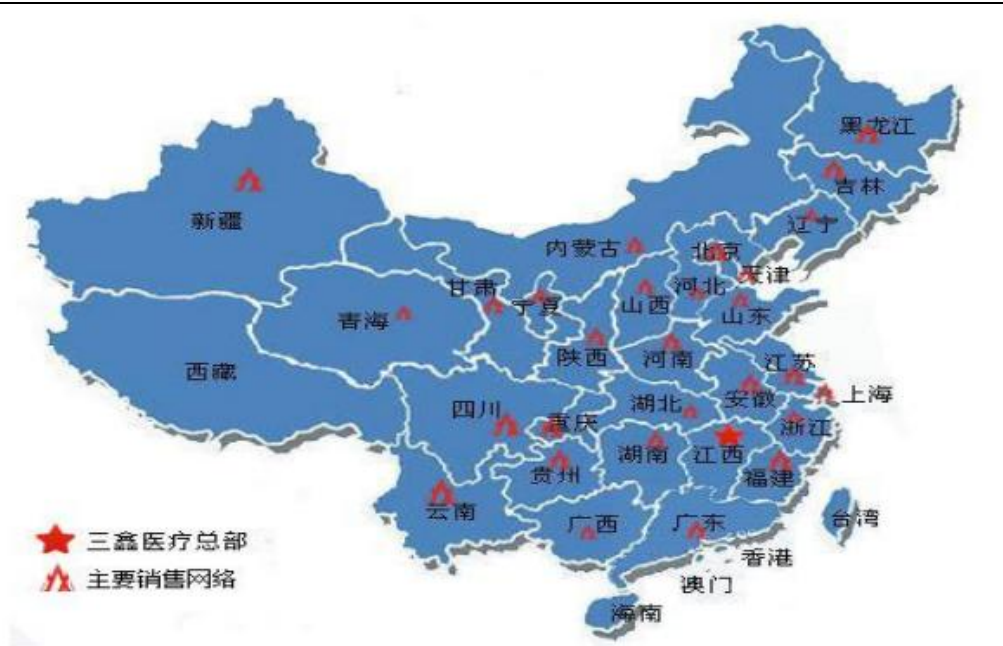 黑龙江
吉林
辽宁
新疆
内蒙古
北京
天津
甘肃
宁夏
山西
河北
山东
青海
陕西
河南
西藏
江苏
安徽
上海
四川
重庆
湖北
浙江
湖南
江西
贵州
福建
云南
广西
广东
台湾
香港
澳门
海南
三鑫医疗总部
主要销售网络